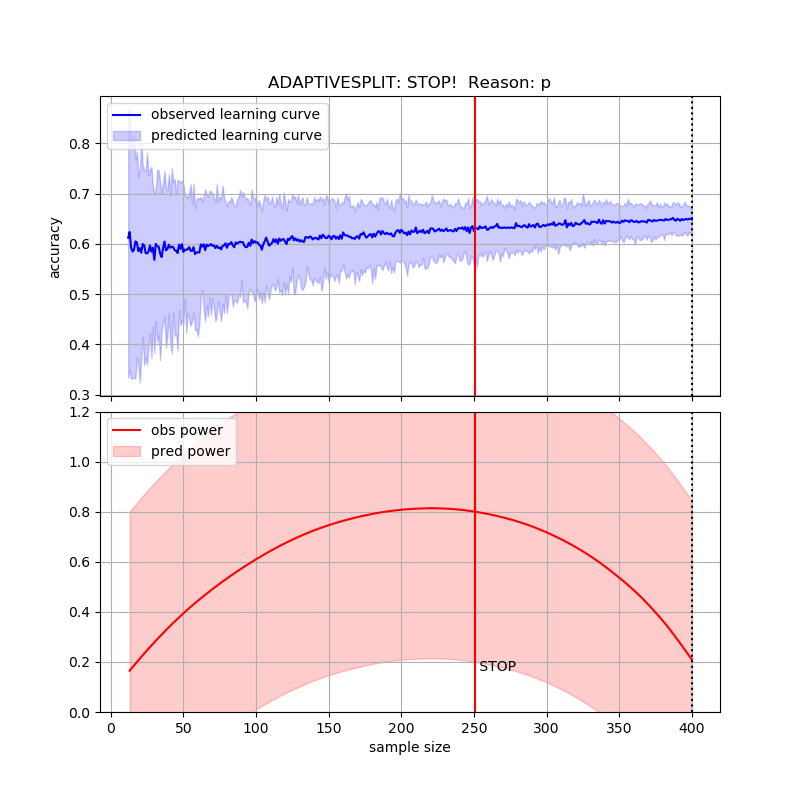 ADAPTIVESPLIT: STOP!  Reason: p
observed learning curve
predicted learning curve
accuracy
0.8
0.7
0.6
0.5
0.4
0.3
obs power
pred power
1.2
1.0
0.8
0.6
0.4
0.2
0.0
STOP
0 50 100 150 200 250 300 350 400
sample size